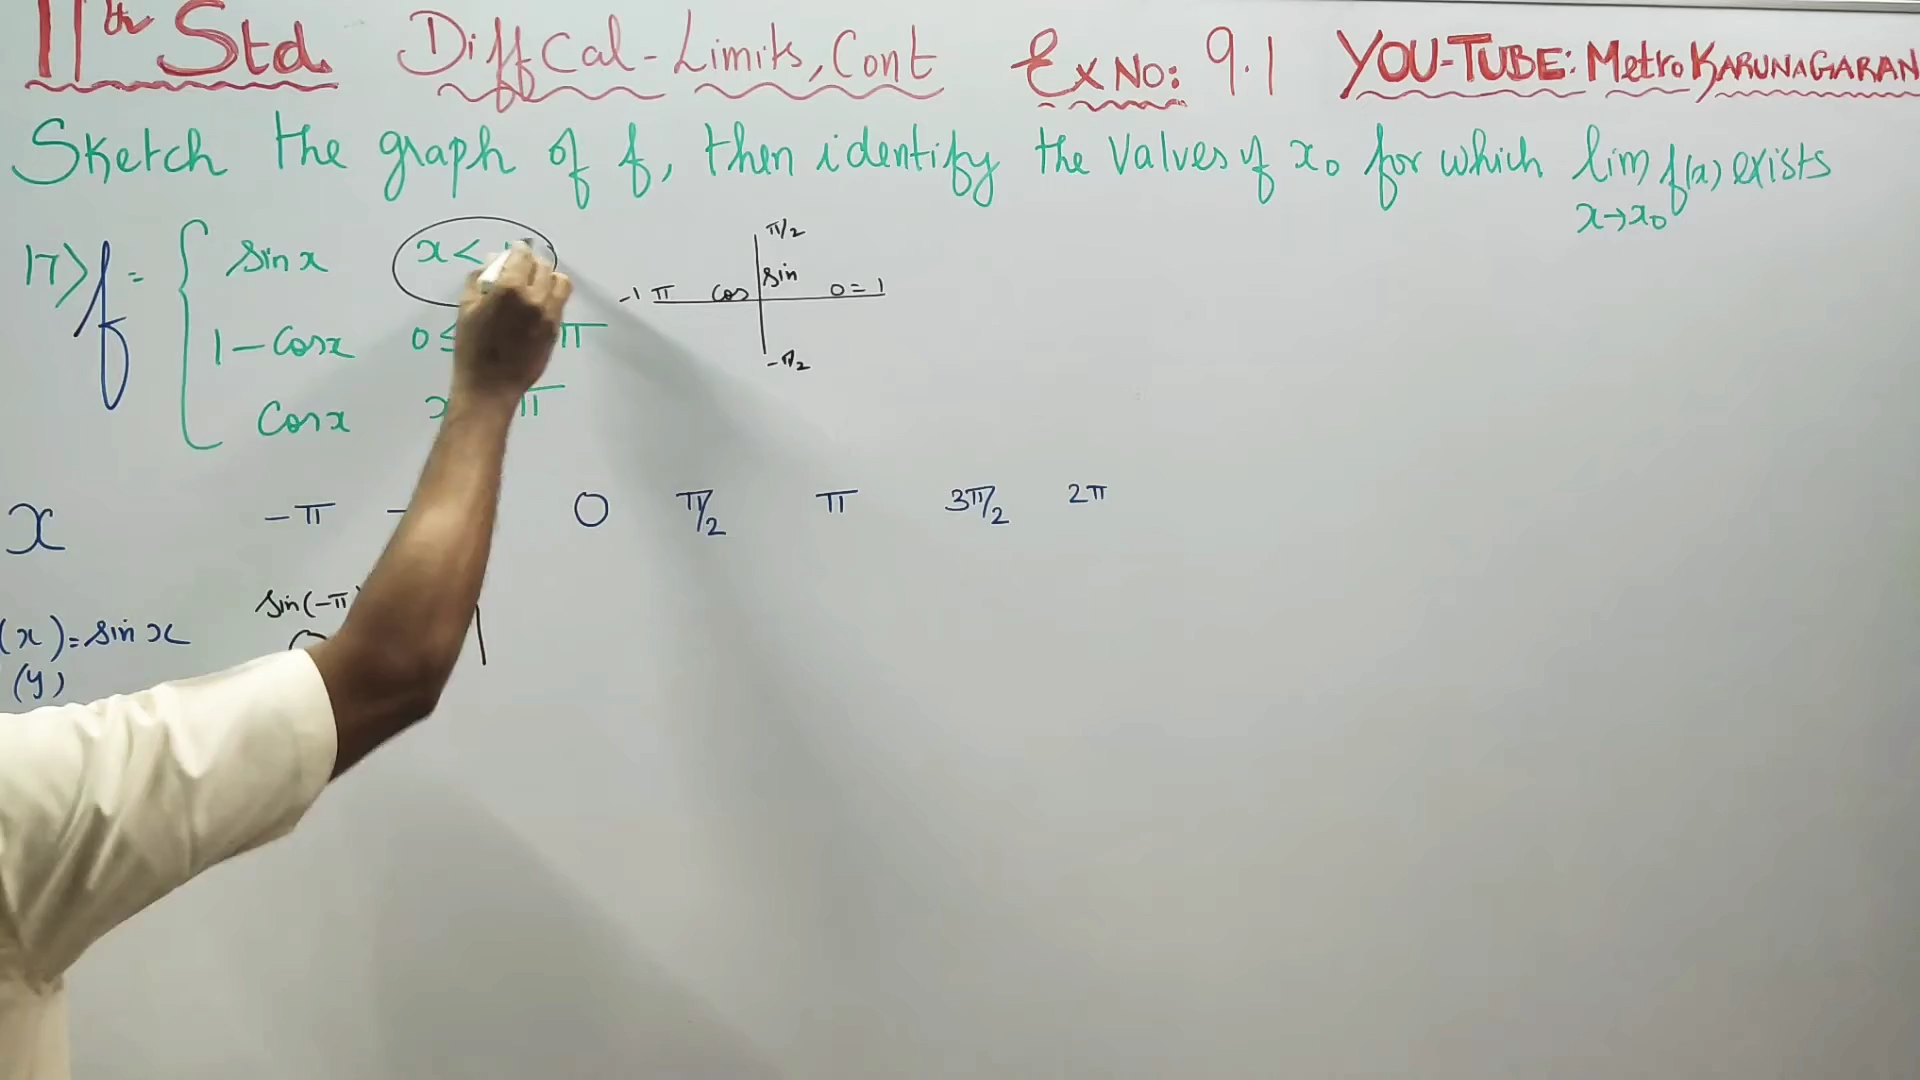 11th Std Diff Cal - Limits, Cont Ex No: 9.1 YOU-TUBE: Metro KARUNAGARAN
Sketch the graph of f, then identify the Values of x₀ for which lim f(x) exists
x→x₀
17) f = { sin x x <
1 - Cos x 0 ≤ π
Cos x x π
π/2
sin
-1 π cos 0 = 1
-π/2
x -π - 0 π/2 π 3π/2 2π
sin(-π
(x) = sin x
(y)